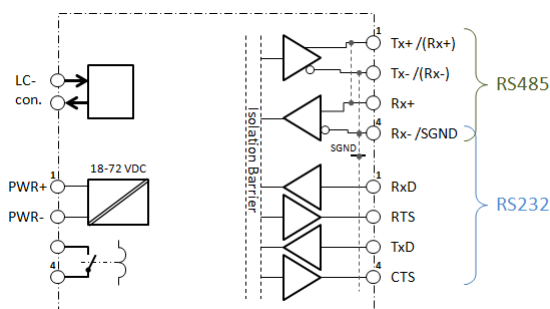 LC-
con.
1
PWR+
18-72 VDC
PWR-
4
Isolation Barrier
1
Tx+ /(Rx+)
Tx- /(Rx-)
Rx+
4
Rx- /SGND
SGND
RS485
1
RxD
RTS
TxD
4
CTS
RS232